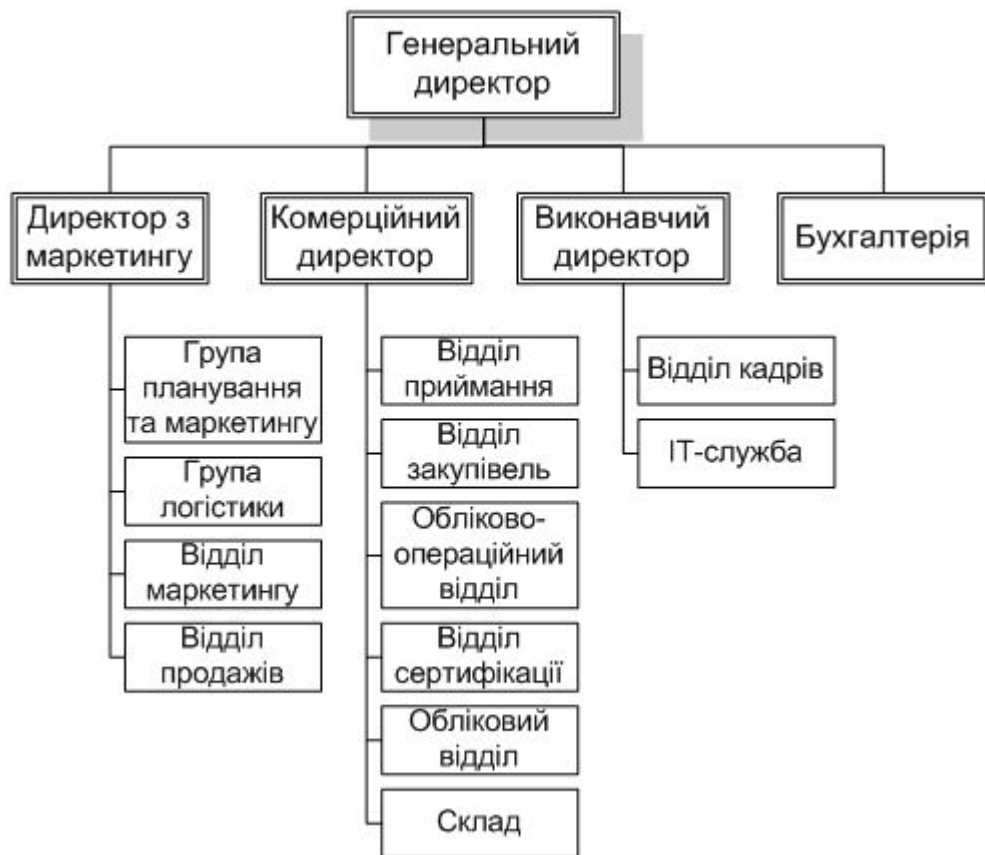 Генеральний
директор
Директор з
маркетингу
Комерційний
директор
Виконавчий
директор
Бухгалтерія
Група
планування
та маркетингу
Група
логістики
Відділ
маркетингу
Відділ
продажів
Відділ
приймання
Відділ
закупівель
Обліково-
операційний
відділ
Відділ
сертифікації
Обліковий
відділ
Склад
Відділ кадрів
ІТ-служба